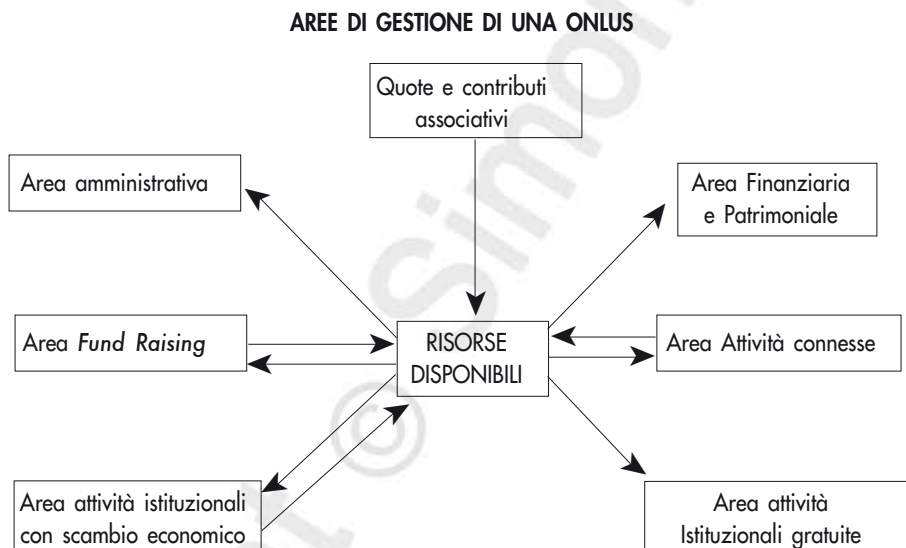 AREE DI GESTIONE DI UNA ONLUS
Quote e contributi
associativi
Area amministrativa
Area Finanziaria
e Patrimoniale
Area Fund Raising
RISORSE
DISPONIBILI
Area Attività connesse
Area attività istituzionali
con scambio economico
Area attività
Istituzionali gratuite
© Simon